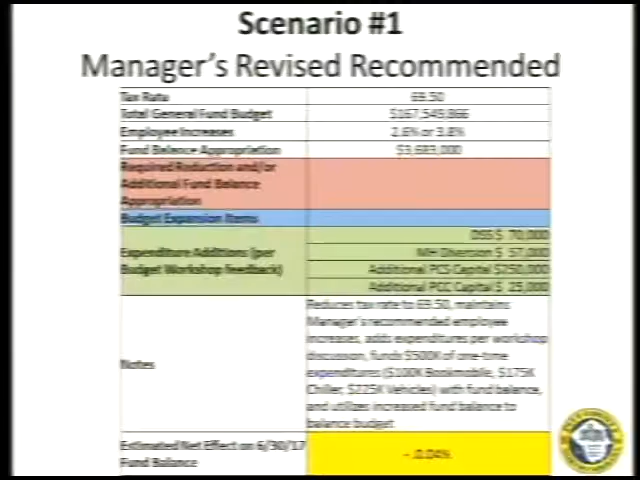 Scenario #1
Manager's Revised Recommended
Tax Rate 69.50
Total General Fund Budget $167,549,866
Employee Increases 2.6% or 3.8%
Fund Balance Appropriation $3,683,000
Required Reduction and/or
Additional Fund Balance
Appropriation
Budget Expansion Items
Expenditure Additions (per
Budget Workshop feedback)
DSS $ 70,000
MH Diversion $ 57,000
Additional PCS Capital $250,000
Additional PCC Capital $ 25,000
Notes
Reduces tax rate to 69.50, maintains
Manager's recommended employee
increases, adds expenditures per workshop
discussion, funds $500K of one-time
expenditures ($100K Bookmobile, $175K
Chiller, $225K Vehicles) with fund balance,
and utilizes increased fund balance to
balance budget
Estimated Net Effect on 6/30/17
Fund Balance
- .0.04%